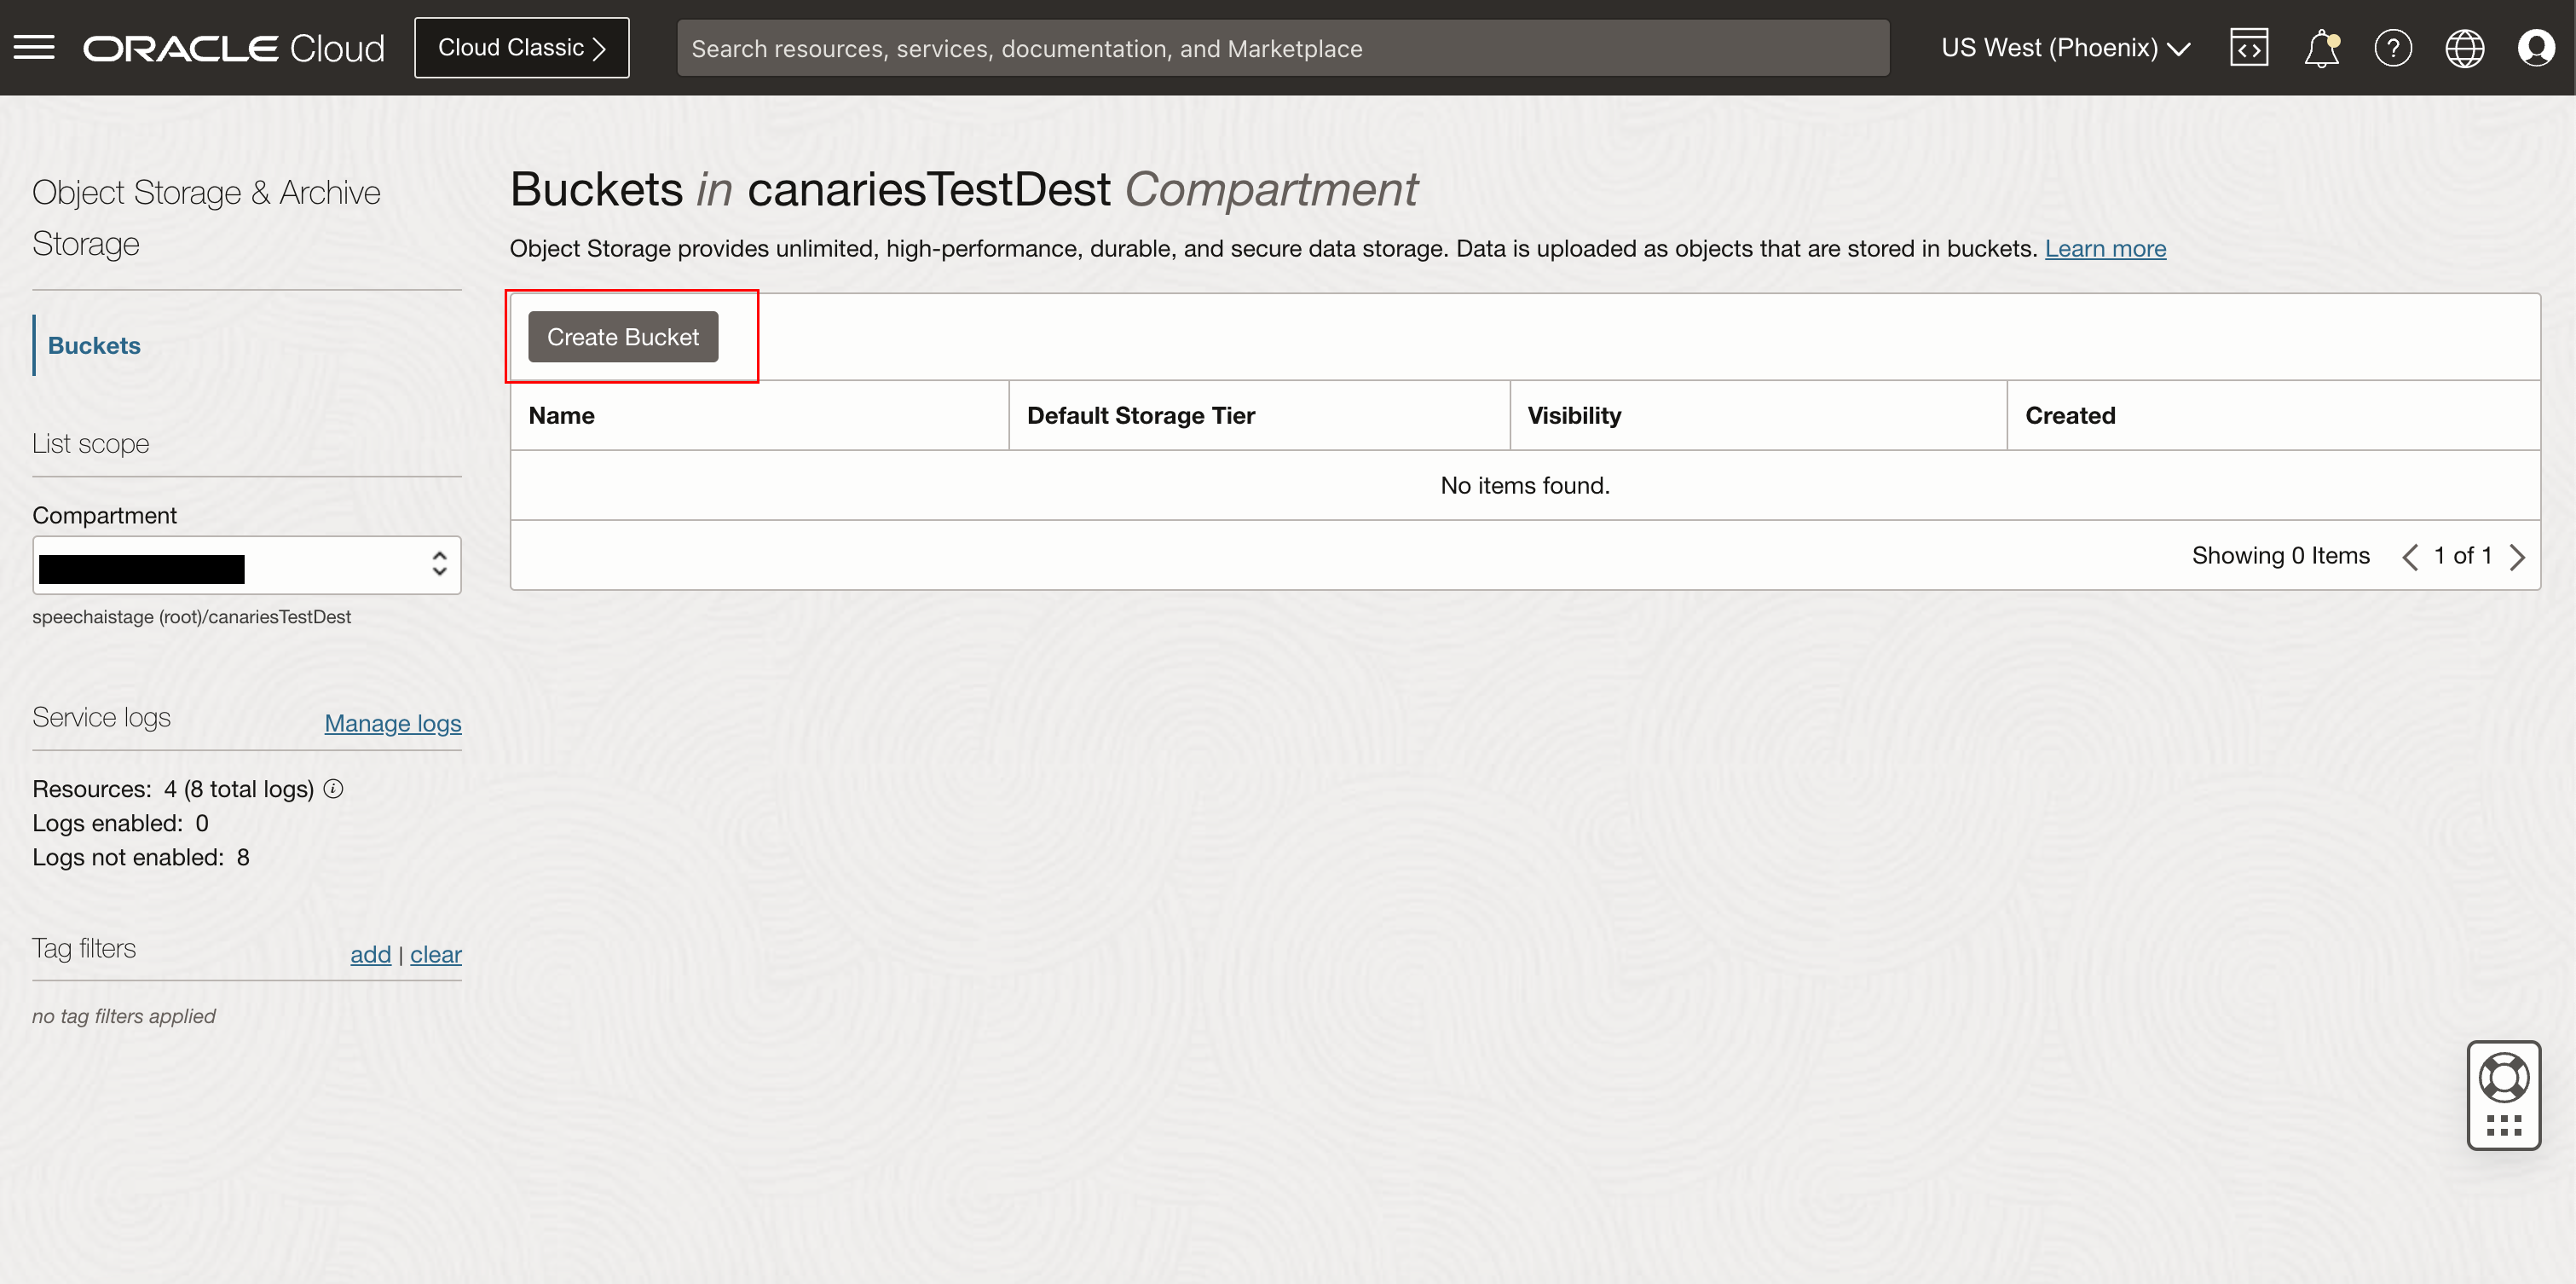 ORACLE Cloud
Cloud Classic
Search resources, services, documentation, and Marketplace
US West (Phoenix)
Object Storage & Archive
Storage
Buckets
List scope
Compartment
speechaistage (root)/canariesTestDest
Service logs Manage logs
Resources: 4 (8 total logs)
Logs enabled: 0
Logs not enabled: 8
Tag filters add | clear
no tag filters applied
Buckets in canariesTestDest Compartment
Object Storage provides unlimited, high-performance, durable, and secure data storage. Data is uploaded as objects that are stored in buckets. Learn more
Create Bucket
Name Default Storage Tier Visibility Created
No items found.
Showing 0 Items < 1 of 1 >